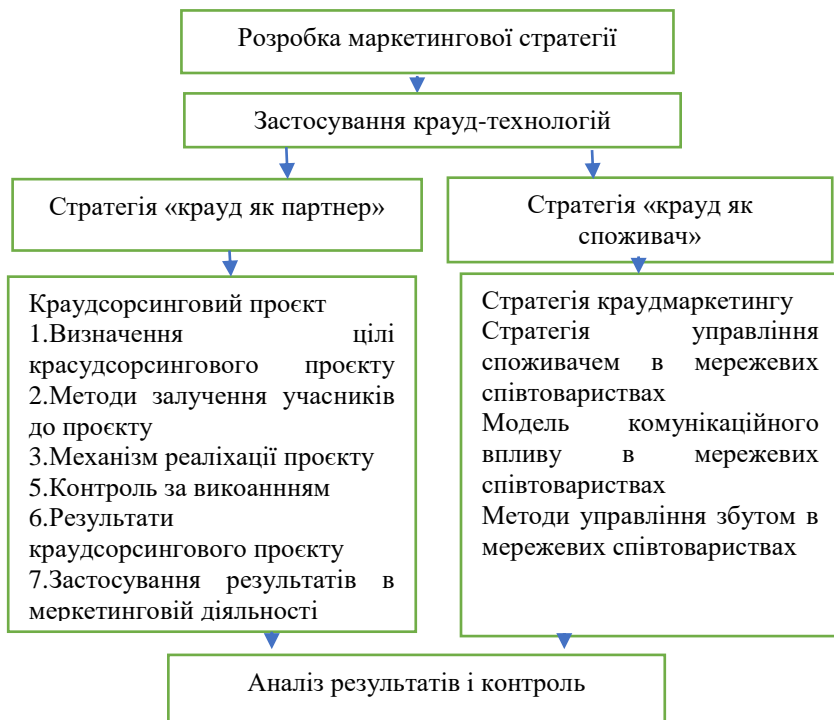 Розробка маркетингової стратегії
Застосування крауд-технологій
Стратегія «крауд як партнер»
Стратегія «крауд як
споживач»
Краудсорсинговий проєкт
1.Визначення цілі
красудсорсингового проєкту
2.Методи залучення учасників
до проєкту
3.Механізм реаліхації проєкту
5.Контроль за викоаннням
6.Результати
краудсорсингового проєкту
7.Застосування результатів в
меркетинговій діяльності
Стратегія краудмаркетингу
Стратегія управління
споживачем в мережевих
співтовариствах
Модель комунікаційного
впливу в мережевих
співтовариствах
Методи управління збутом в
мережевих співтовариствах
Аналіз результатів і контроль